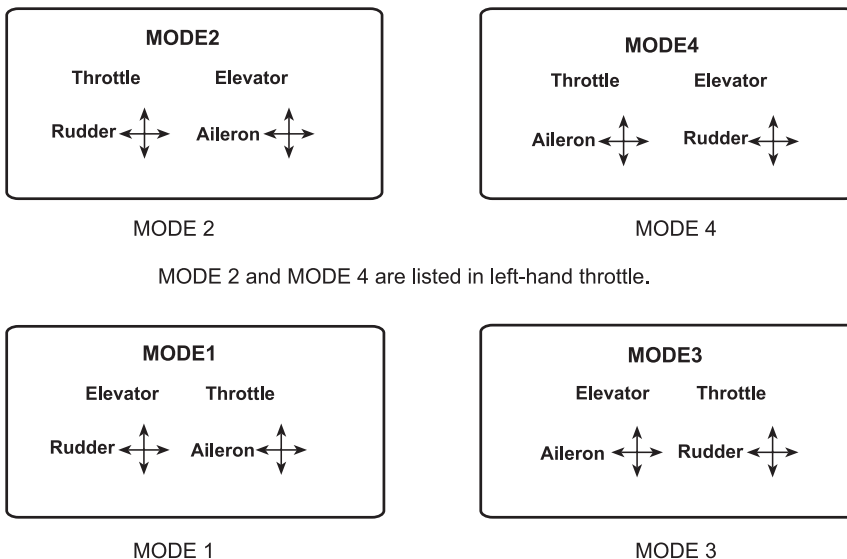 MODE2
Throttle Elevator
Rudder Aileron
MODE 2
MODE4
Throttle Elevator
Aileron Rudder
MODE 4
MODE 2 and MODE 4 are listed in left-hand throttle.
MODE1
Elevator Throttle
Rudder Aileron
MODE 1
MODE3
Elevator Throttle
Aileron Rudder
MODE 3